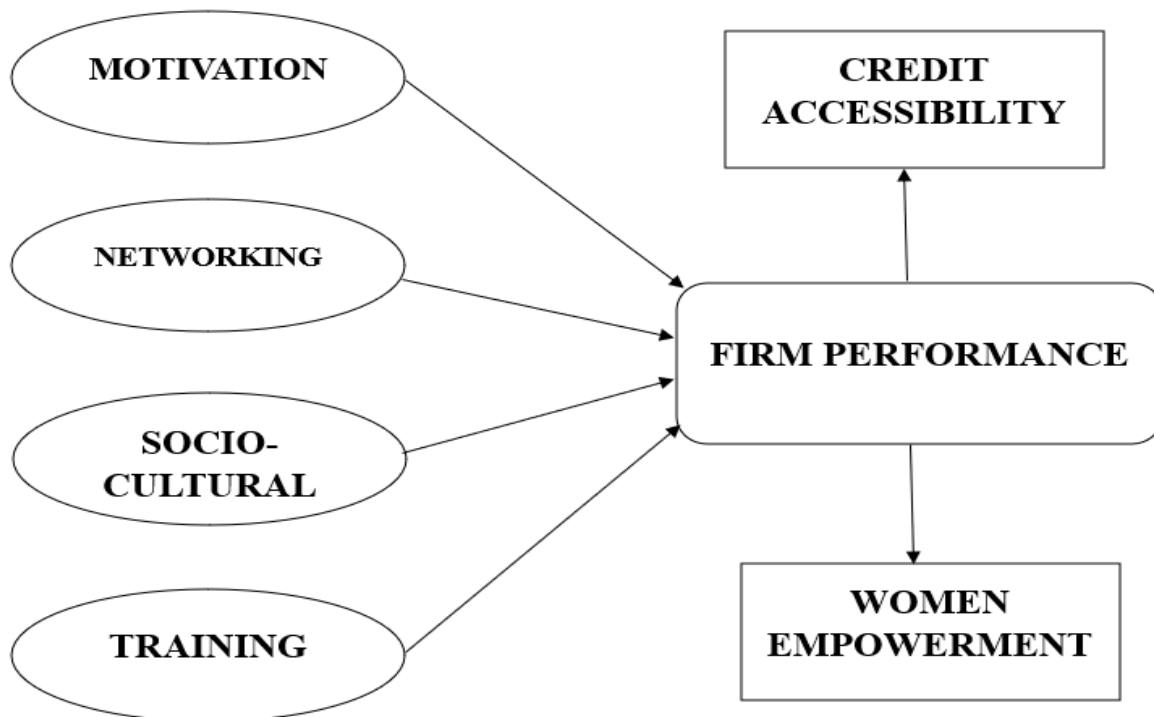 MOTIVATION
NETWORKING
SOCIO-
CULTURAL
TRAINING
CREDIT
ACCESSIBILITY
FIRM PERFORMANCE
WOMEN
EMPOWERMENT